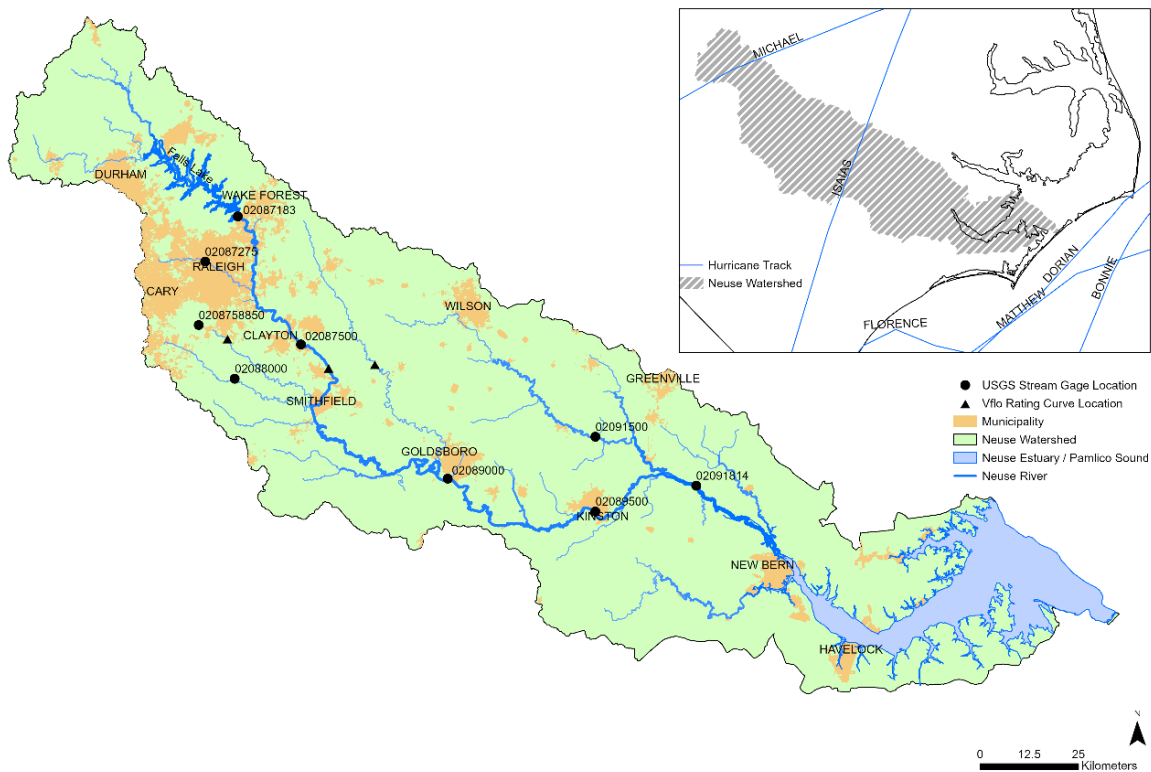 MICHAEL
ISAIAS
DORIAN
MATTHEW
BONNIE
FLORENCE
Hurricane Track
Neuse Watershed
Falls Lake
DURHAM
WAKE FOREST
02087183
02087275
RALEIGH
CARY
0208758850
CLAYTON
02087500
WILSON
02088000
SMITHFIELD
GREENVILLE
02091500
GOLDSBORO
02089000
02091814
02089500
KINSTON
NEW BERN
HAVELOCK
USGS Stream Gage Location
Vflo Rating Curve Location
Municipality
Neuse Watershed
Neuse Estuary / Pamlico Sound
Neuse River
N
0 12.5 25
Kilometers